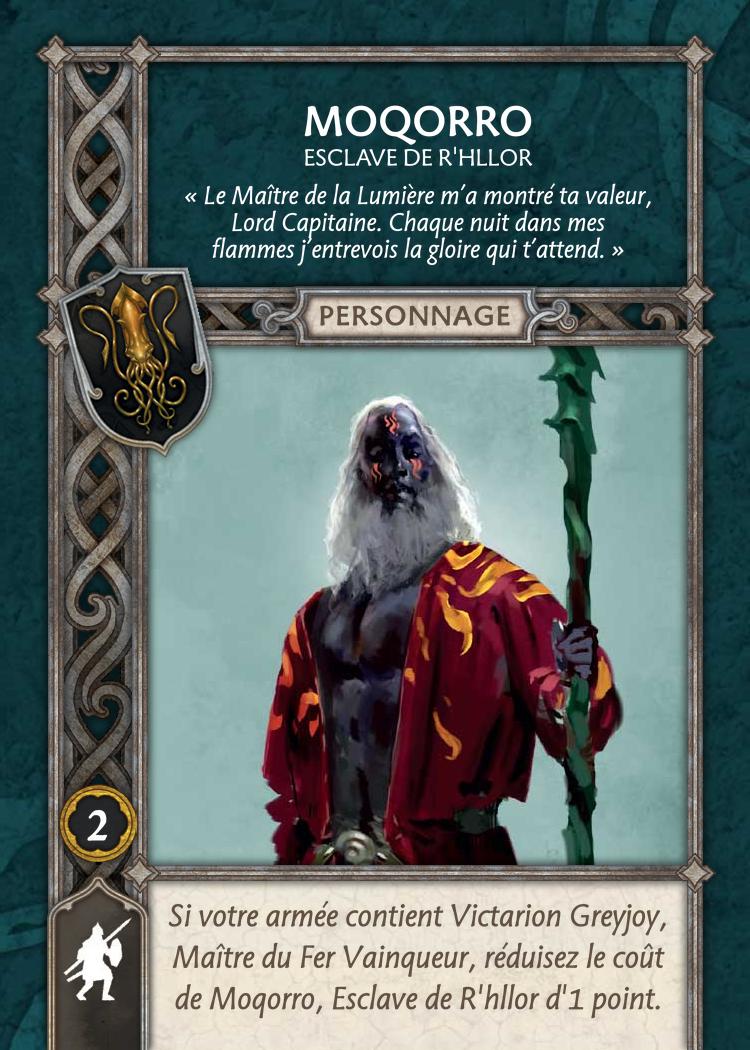 MOQORRO
ESCLAVE DE R'HLLOR
« Le Maître de la Lumière m’a montré ta valeur,
Lord Capitaine. Chaque nuit dans mes
flammes j’entrevois la gloire qui t’attend. »
PERSONNAGE
2
Si votre armée contient Victarion Greyjoy,
Maître du Fer Vainqueur, réduisez le coût
de Moqorro, Esclave de R'hllor d'1 point.